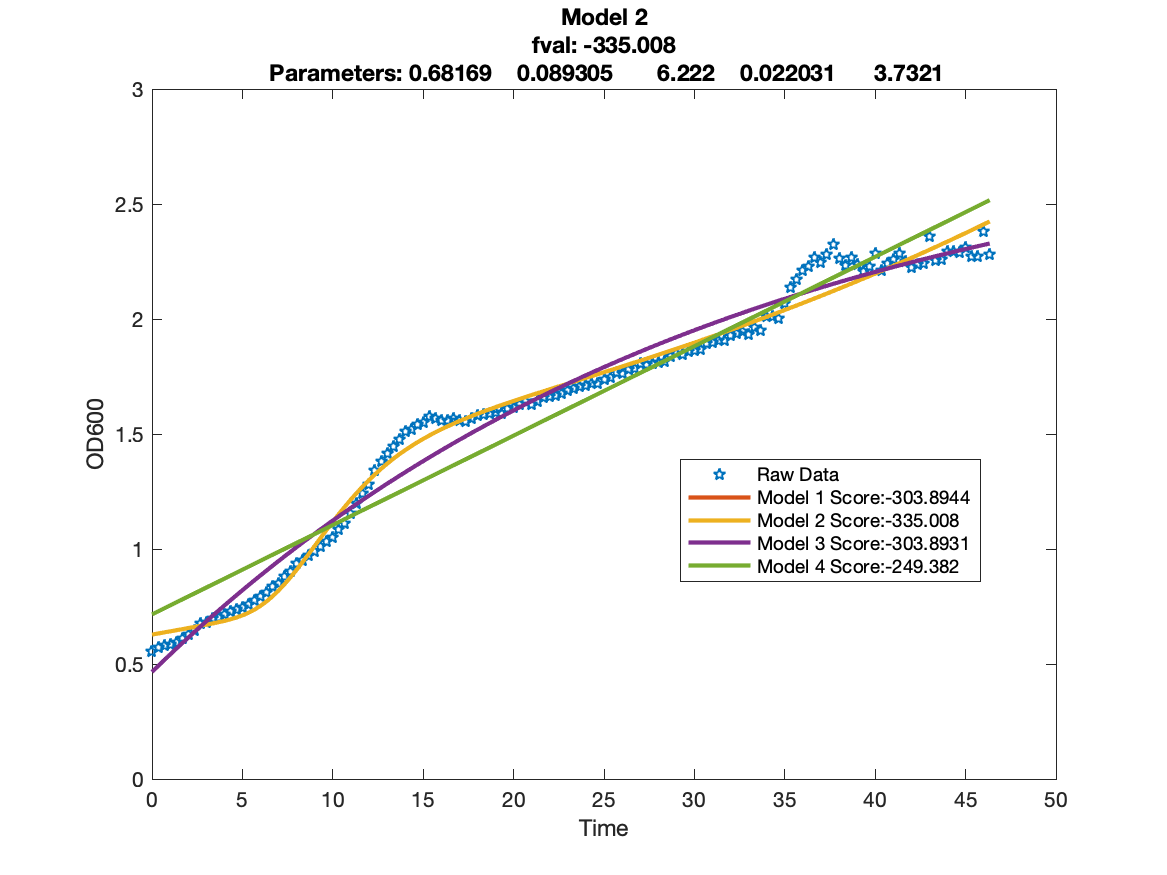 Model 2
fval: -335.008
Parameters: 0.68169 0.089305 6.222 0.022031 3.7321
3
2.5
2
1.5
1
0.5
0
OD600
Raw Data
Model 1 Score:-303.8944
Model 2 Score:-335.008
Model 3 Score:-303.8931
Model 4 Score:-249.382
0 5 10 15 20 25 30 35 40 45 50
Time